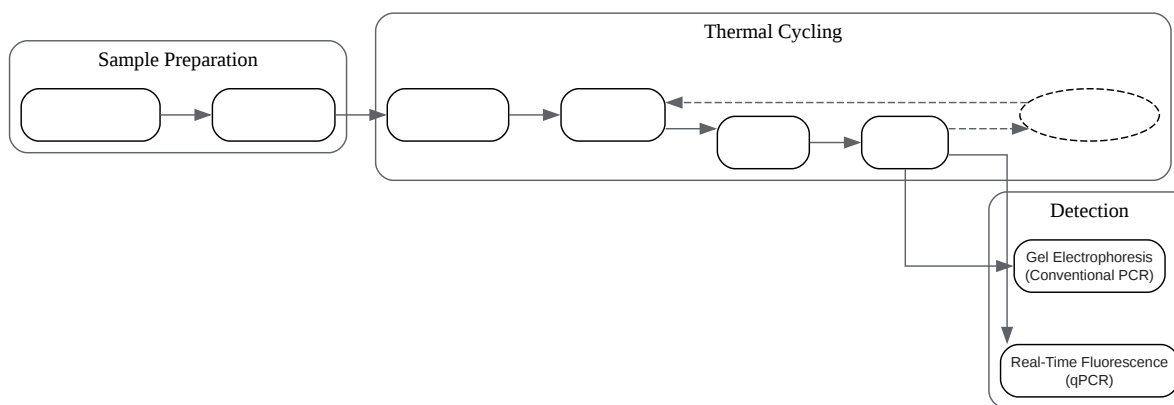 Thermal Cycling
Sample Preparation
Detection
Gel Electrophoresis
(Conventional PCR)
Real-Time Fluorescence
(qPCR)